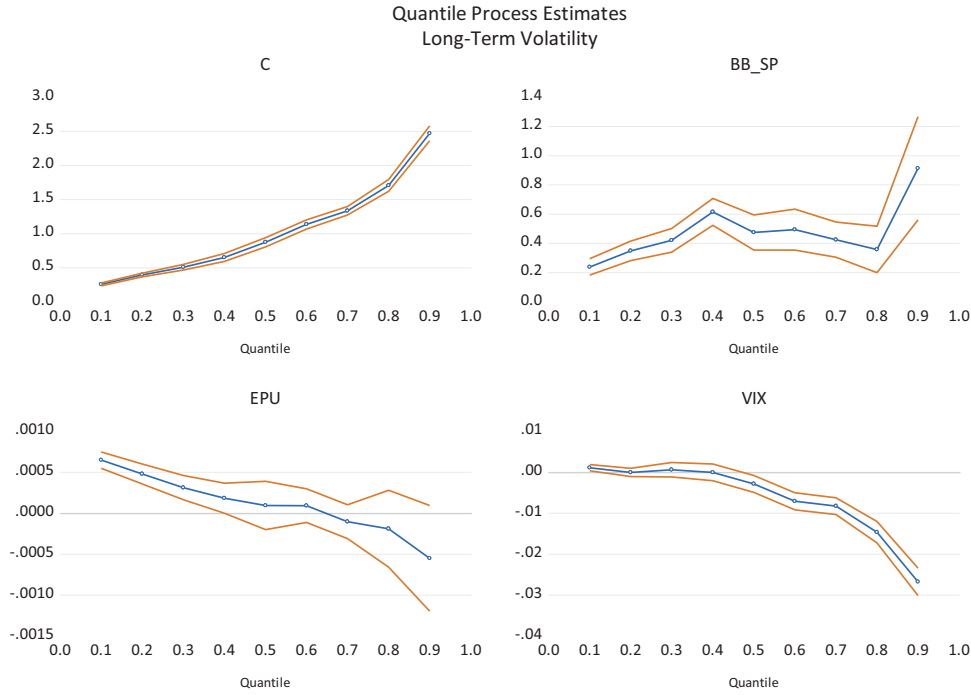 Quantile Process Estimates
Long-Term Volatility
C
3.0
2.5
2.0
1.5
1.0
0.5
0.0
0.0 0.1 0.2 0.3 0.4 0.5 0.6 0.7 0.8 0.9 1.0
Quantile
BB_SP
1.4
1.2
1.0
0.8
0.6
0.4
0.2
0.0
0.0 0.1 0.2 0.3 0.4 0.5 0.6 0.7 0.8 0.9 1.0
Quantile
EPU
.0010
.0005
.0000
-.0005
-.0010
-.0015
0.0 0.1 0.2 0.3 0.4 0.5 0.6 0.7 0.8 0.9 1.0
Quantile
VIX
.01
.00
-.01
-.02
-.03
-.04
0.0 0.1 0.2 0.3 0.4 0.5 0.6 0.7 0.8 0.9 1.0
Quantile